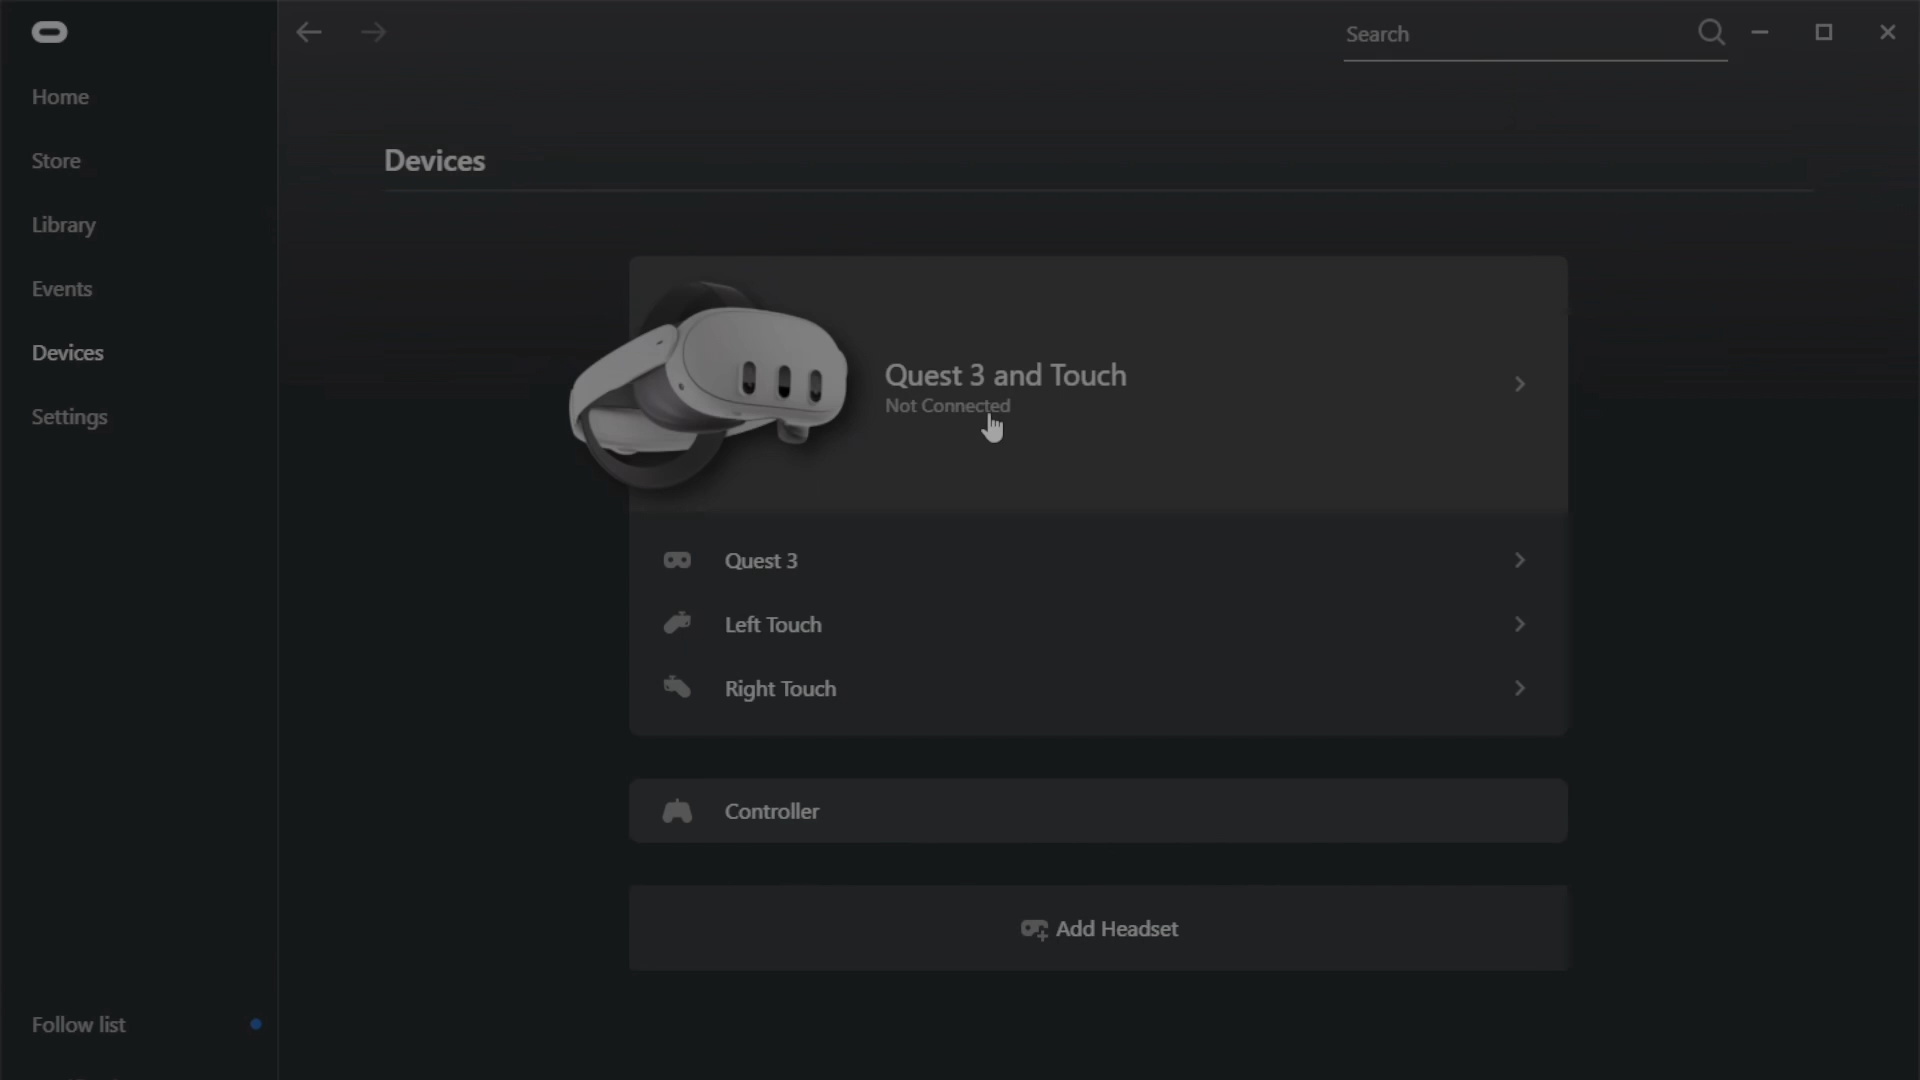 Search
Home
Store
Library
Events
Devices
Settings
Follow list
Devices
Quest 3 and Touch
Not Connected
Quest 3
Left Touch
Right Touch
Controller
Add Headset